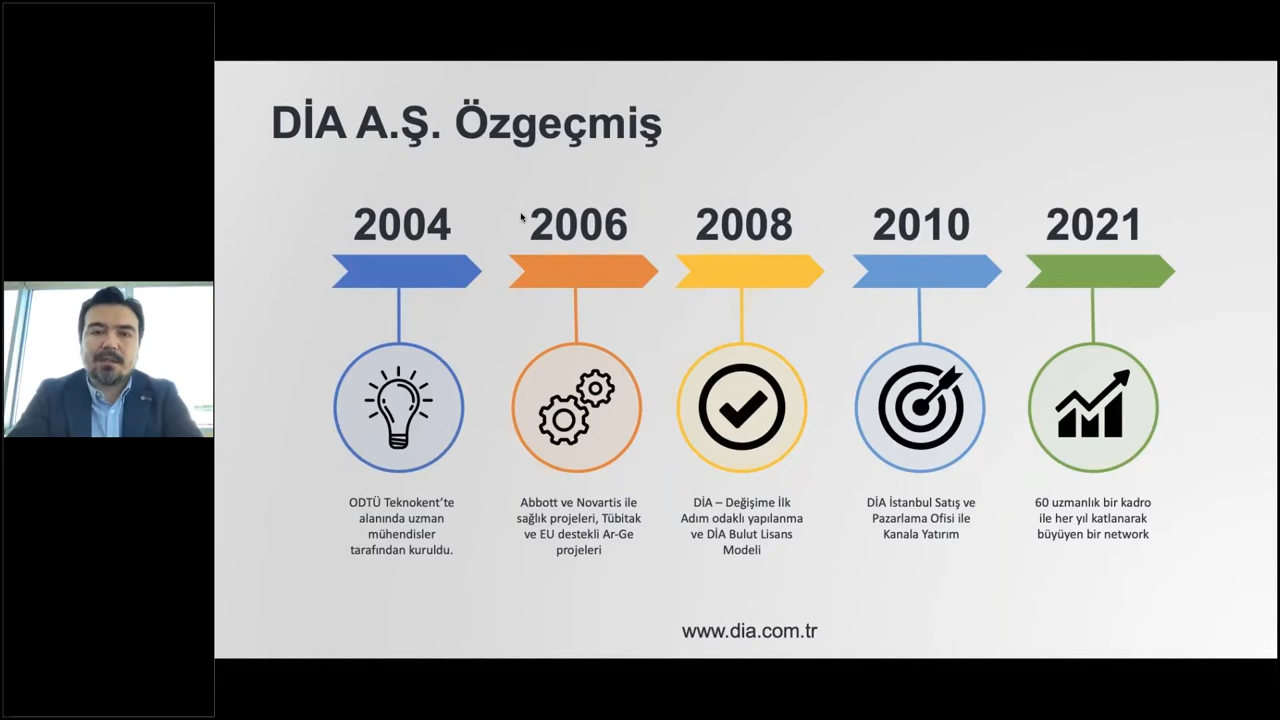 DİA A.Ş. Özgeçmiş
2004
2006
2008
2010
2021
ODTÜ Teknokent'te
alanında uzman
mühendisler
tarafından kuruldu.
Abbott ve Novartis ile
sağlık projeleri, Tübitak
ve EU destekli Ar-Ge
projeleri
DİA – Değişime İlk
Adım odaklı yapılanma
ve DİA Bulut Lisans
Modeli
DİA İstanbul Satış ve
Pazarlama Ofisi ile
Kanala Yatırım
60 uzmanlık bir kadro
ile her yıl katlanarak
büyüyen bir network
www.dia.com.tr